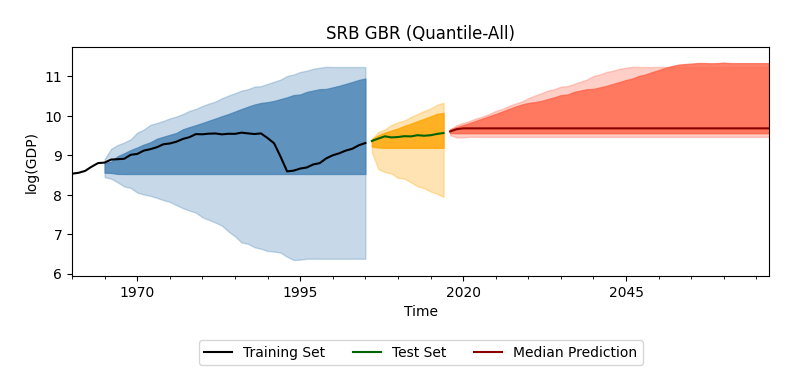 SRB GBR (Quantile-All)
log(GDP)
11
10
9
8
7
6
1970
1995
2020
2045
Time
Training Set
Test Set
Median Prediction